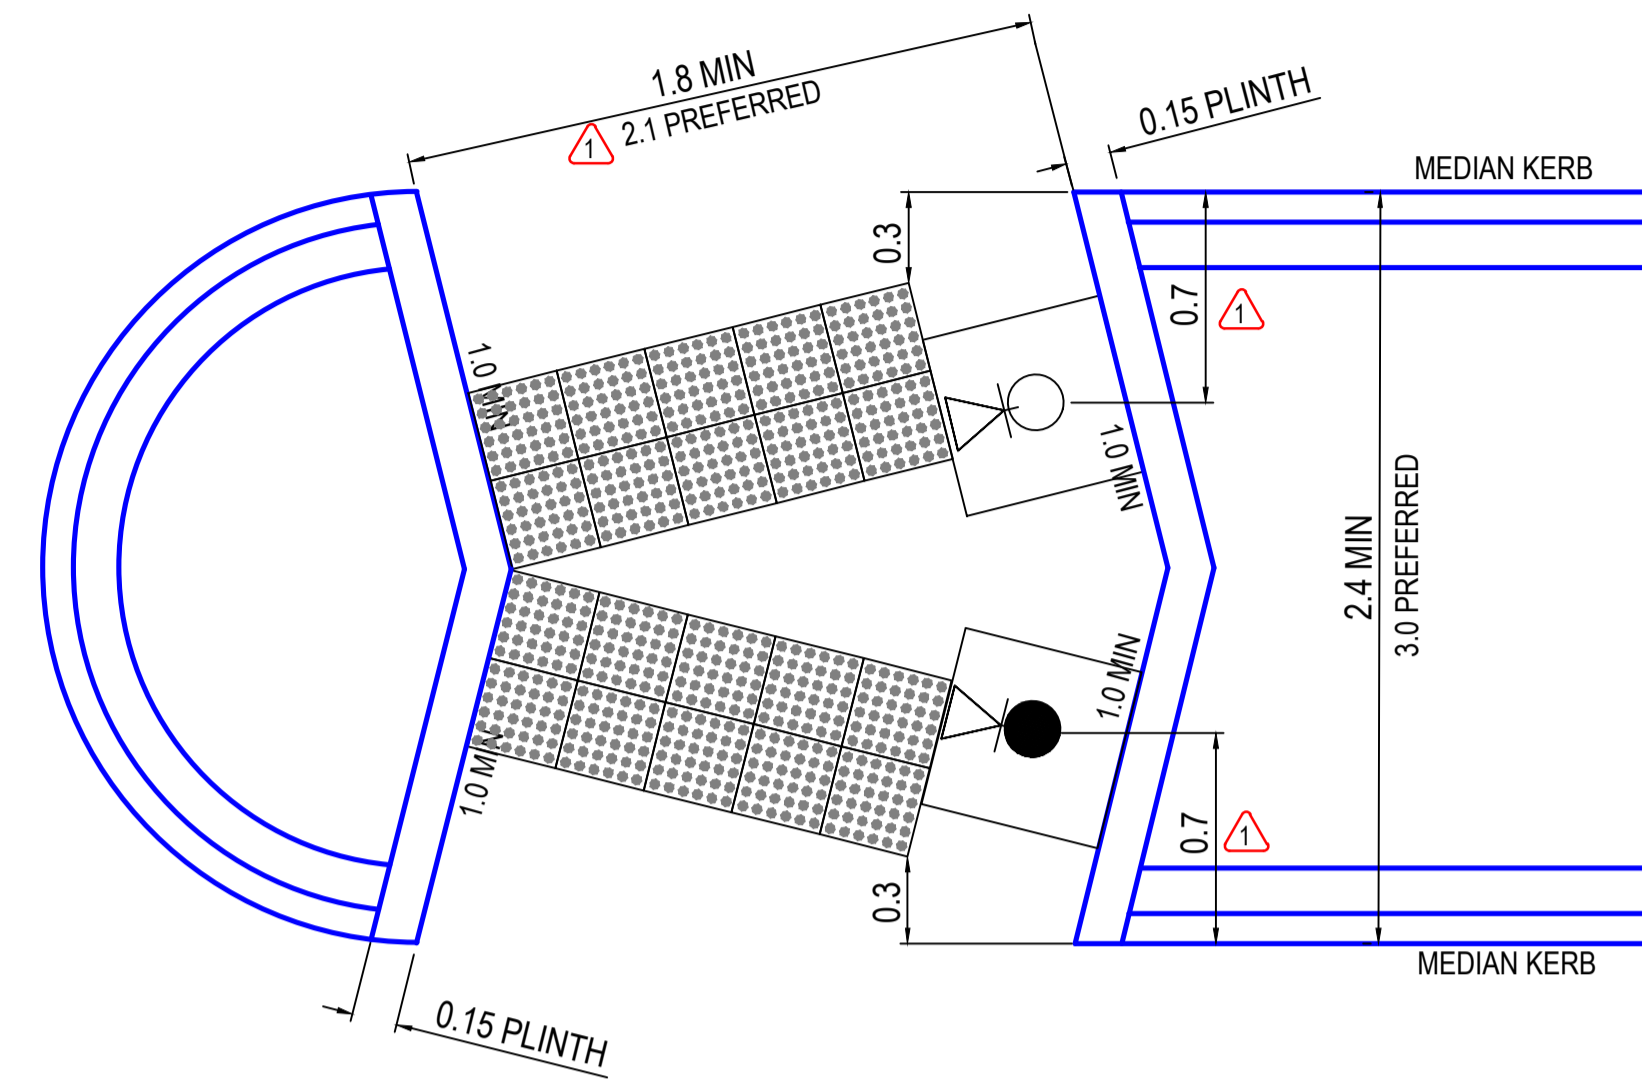 1.8 MIN
1 2.1 PREFERRED
0.15 PLINTH
MEDIAN KERB
0.3
0.7
1
1.0 MIN
1.0 MIN
2.4 MIN
3.0 PREFERRED
1.0 MIN
1.0 MIN
0.7
1
0.3
MEDIAN KERB
0.15 PLINTH